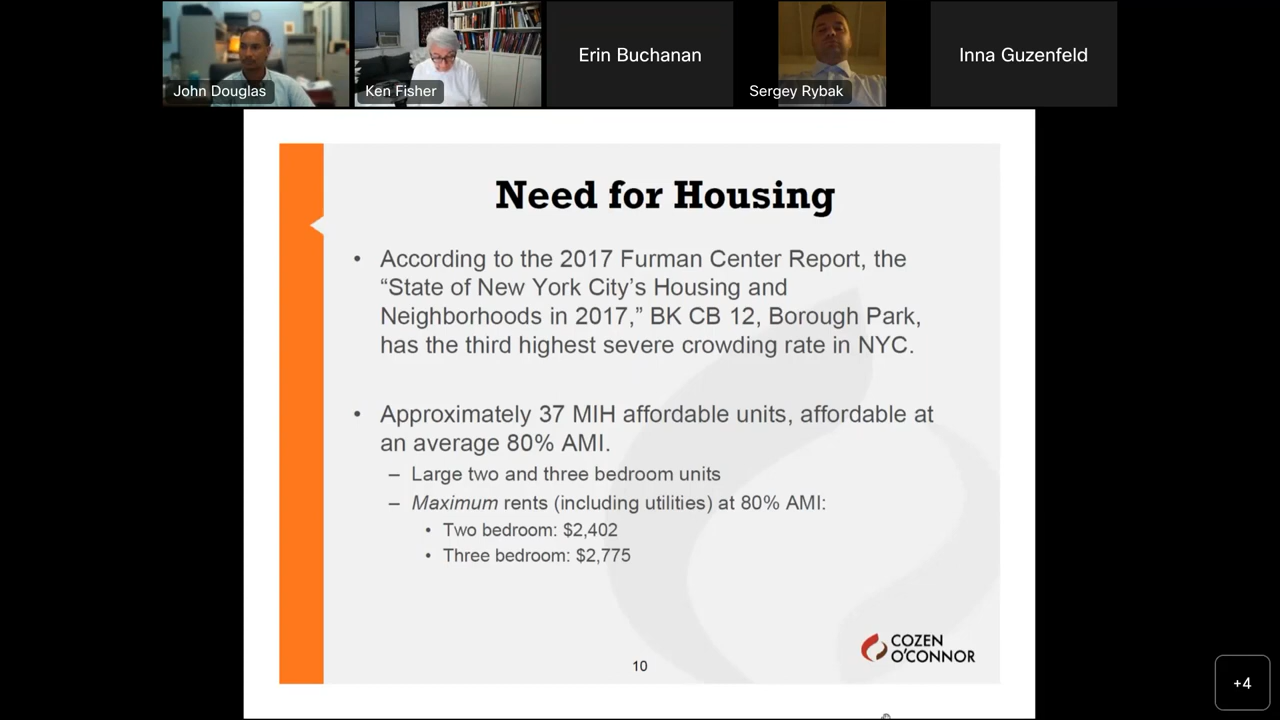 John Douglas
Ken Fisher
Erin Buchanan
Sergey Rybak
Inna Guzenfeld
Need for Housing
• According to the 2017 Furman Center Report, the
“State of New York City’s Housing and
Neighborhoods in 2017,” BK CB 12, Borough Park,
has the third highest severe crowding rate in NYC.
• Approximately 37 MIH affordable units, affordable at
an average 80% AMI.
– Large two and three bedroom units
– Maximum rents (including utilities) at 80% AMI:
• Two bedroom: $2,402
• Three bedroom: $2,775
COZEN
O’CONNOR
10
+4